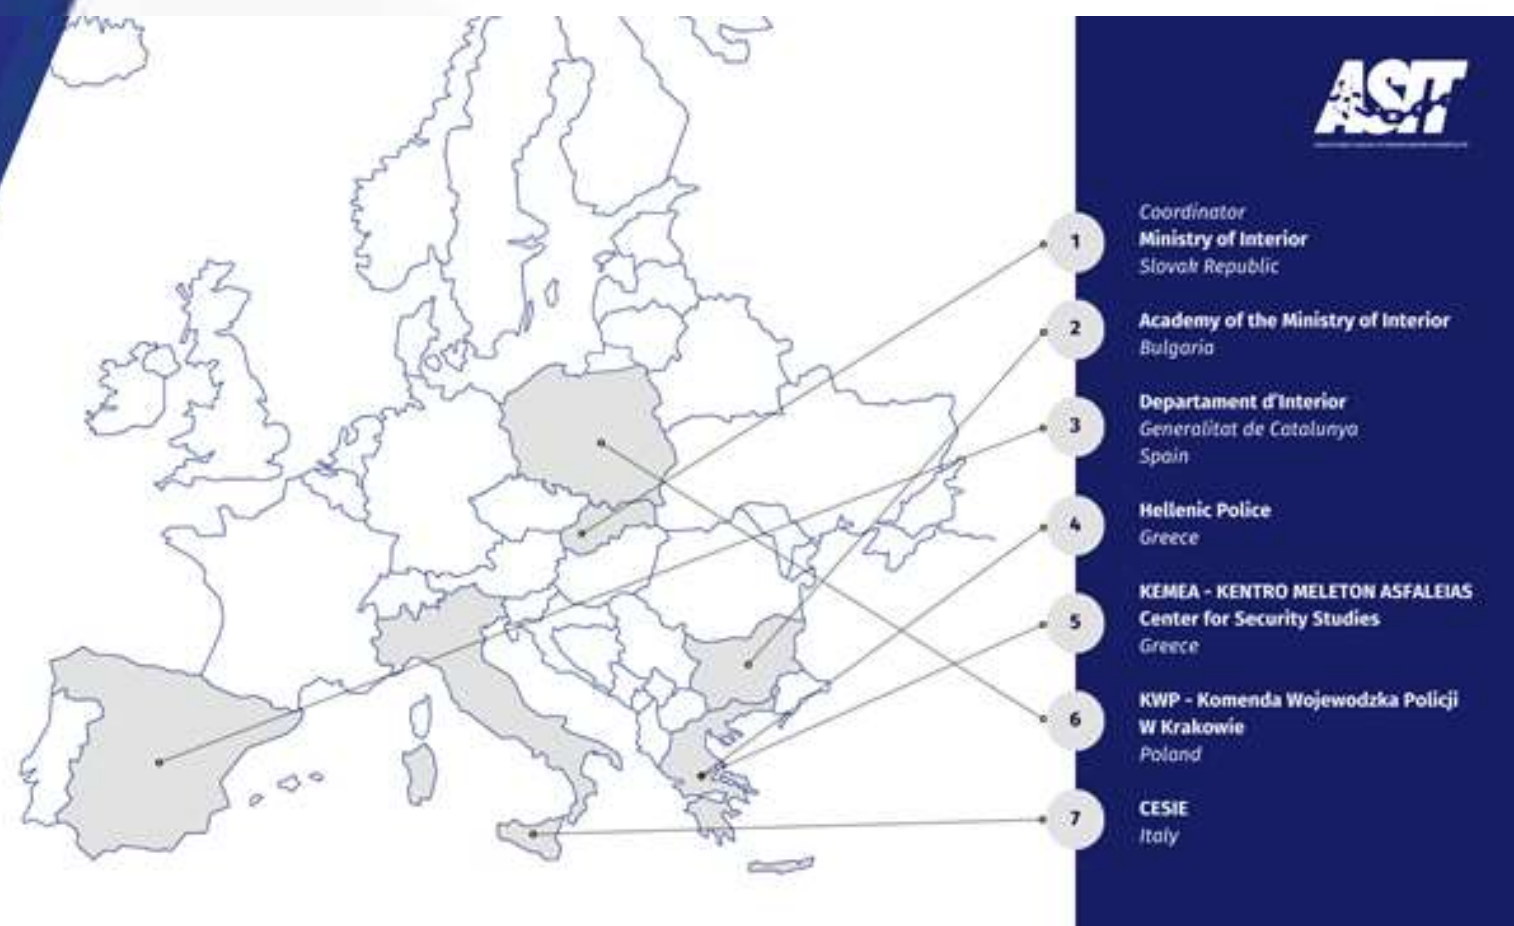 ASIT
1
Coordinator
Ministry of Interior
Slovak Republic
2
Academy of the Ministry of Interior
Bulgaria
3
Departament d'Interior
Generalitat de Catalunya
Spain
4
Hellenic Police
Greece
5
KEMEA - KENTRO MELETON ASFALEIAS
Center for Security Studies
Greece
6
KWP - Komenda Wojewodzka Policji
W Krakowie
Poland
7
CESIE
Italy